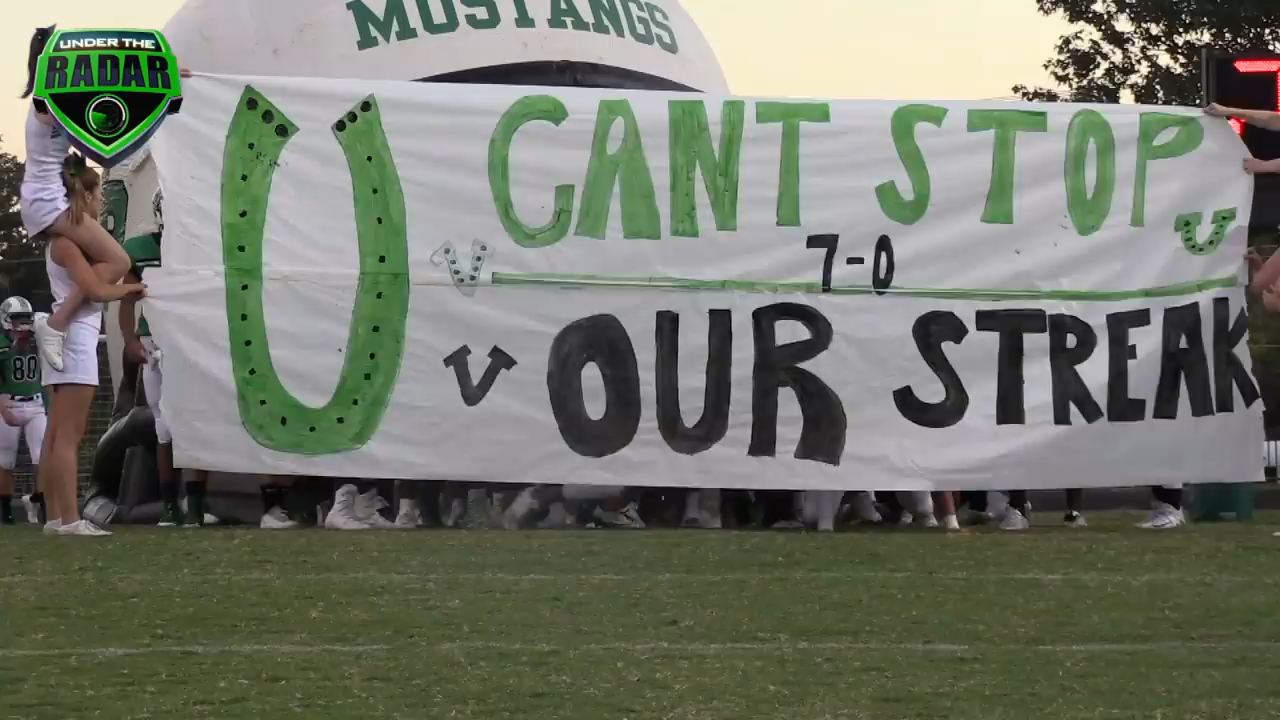 MUSTANGS
UNDER THE
RADAR
U CANT STOP
7-0
OUR STREAK
80